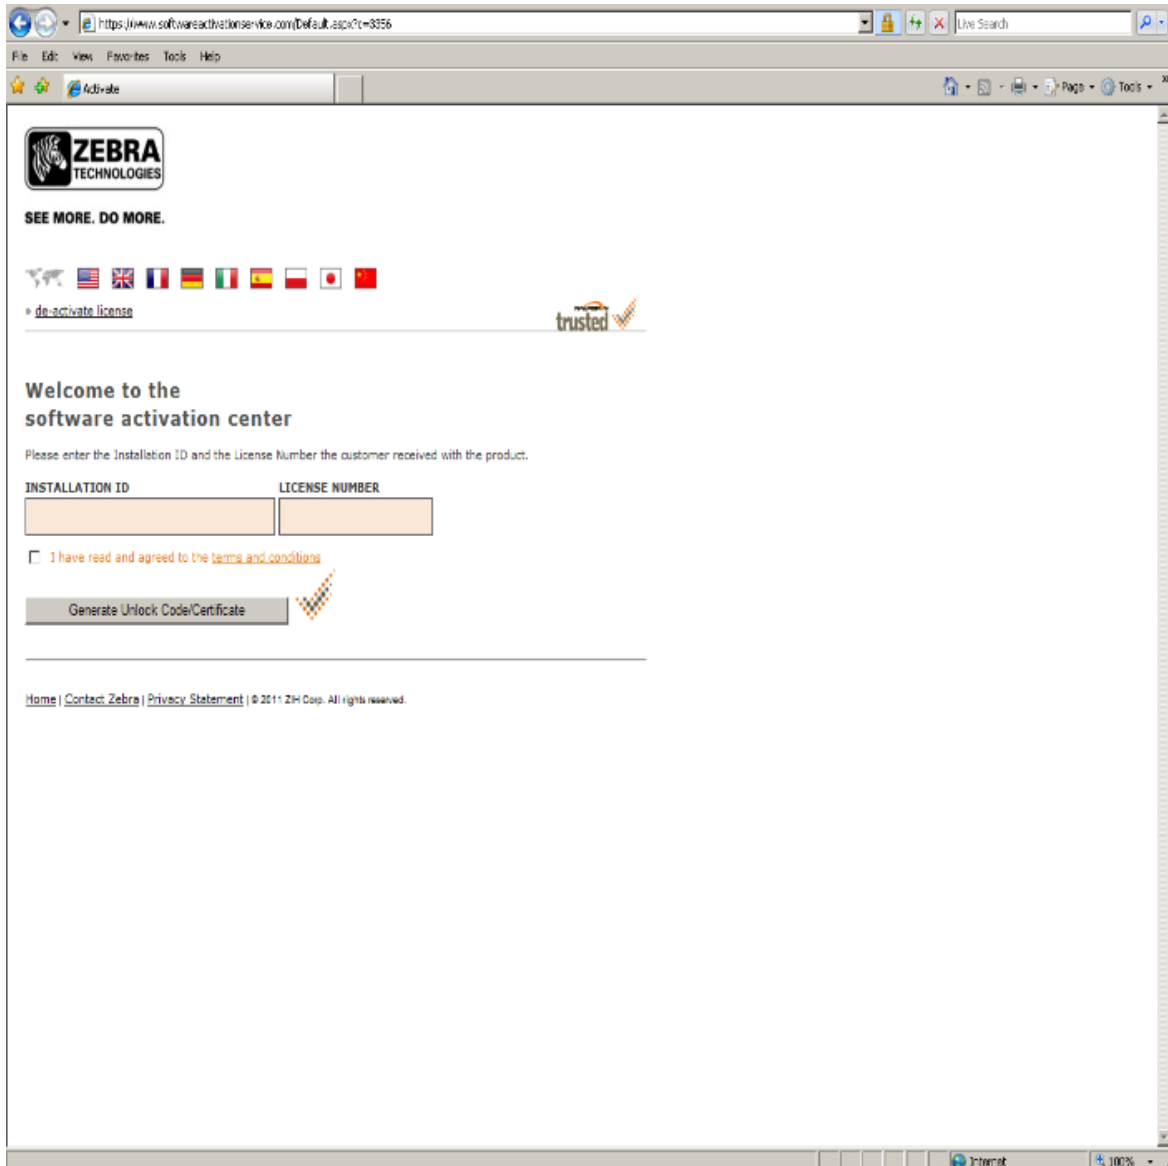 https://www.softwareactivationservice.com/Default.aspx?c=3356
Live Search
File Edit View Favorites Tools Help
Activate
Page Tools
ZEBRA
TECHNOLOGIES
SEE MORE. DO MORE.
» de-activate license
trusted
Welcome to the
software activation center
Please enter the Installation ID and the License Number the customer received with the product.
INSTALLATION ID LICENSE NUMBER
I have read and agreed to the terms and conditions
Generate Unlock Code/Certificate
Home | Contact Zebra | Privacy Statement | © 2011 ZIH Corp. All rights reserved.
Internet 100%